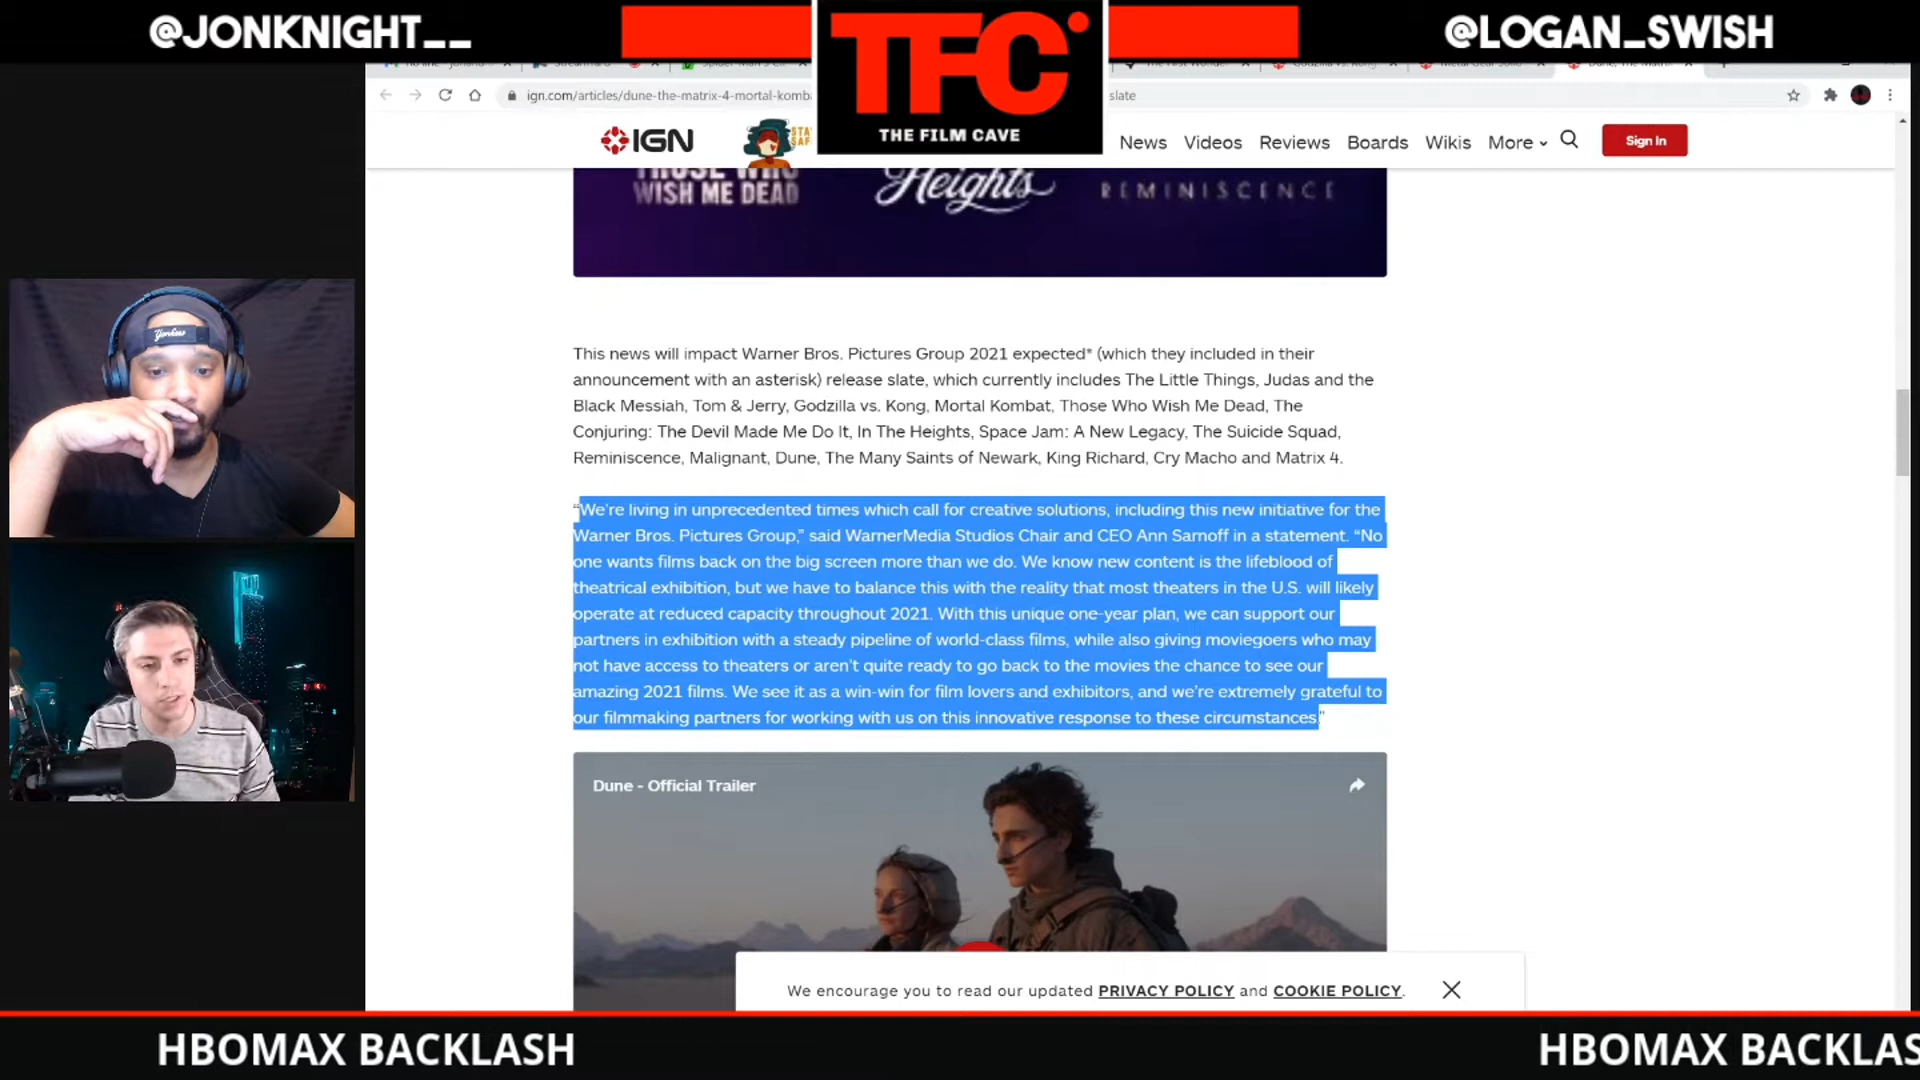 @JONKNIGHT__
TFC
THE FILM CAVE
@LOGAN_SWISH
ign.com/articles/dune-the-matrix-4-mortal-komba
slate
IGN
News Videos Reviews Boards Wikis More
Sign In
WISH ME DEAD
Heights
REMINISCENCE
This news will impact Warner Bros. Pictures Group 2021 expected* (which they included in their
announcement with an asterisk) release slate, which currently includes The Little Things, Judas and the
Black Messiah, Tom & Jerry, Godzilla vs. Kong, Mortal Kombat, Those Who Wish Me Dead, The
Conjuring: The Devil Made Me Do It, In The Heights, Space Jam: A New Legacy, The Suicide Squad,
Reminiscence, Malignant, Dune, The Many Saints of Newark, King Richard, Cry Macho and Matrix 4.
“We’re living in unprecedented times which call for creative solutions, including this new initiative for the
Warner Bros. Pictures Group,” said WarnerMedia Studios Chair and CEO Ann Sarnoff in a statement. “No
one wants films back on the big screen more than we do. We know new content is the lifeblood of
theatrical exhibition, but we have to balance this with the reality that most theaters in the U.S. will likely
operate at reduced capacity throughout 2021. With this unique one-year plan, we can support our
partners in exhibition with a steady pipeline of world-class films, while also giving moviegoers who may
not have access to theaters or aren’t quite ready to go back to the movies the chance to see our
amazing 2021 films. We see it as a win-win for film lovers and exhibitors, and we’re extremely grateful to
our filmmaking partners for working with us on this innovative response to these circumstances.”
Dune - Official Trailer
We encourage you to read our updated PRIVACY POLICY and COOKIE POLICY.
HBOMAX BACKLASH
HBOMAX BACKLAS